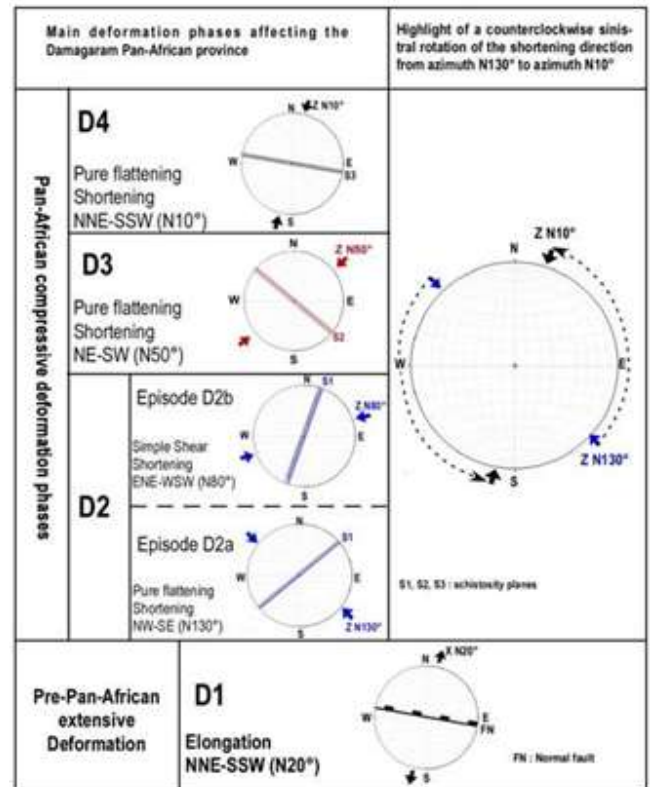 Main deformation phases affecting the
Damagaram Pan-African province
Highlight of a counterclockwise sinis-
tral rotation of the shortening direction
from azimuth N130° to azimuth N10°
Pan-African compressive deformation phases
D4
Pure flattening
Shortening
NNE-SSW (N10°)
N
Z N10°
W
E
S3
S
D3
Pure flattening
Shortening
NE-SW (N50°)
N
Z N50°
W
E
S2
S
D2
Episode D2b
Simple Shear
Shortening
ENE-WSW (N80°)
N
S1
Z N80°
W
E
S
Episode D2a
Pure flattening
Shortening
NW-SE (N130°)
N
S1
W
E
Z N130°
S
Z N10°
N
W
E
Z N130°
S
S1, S2, S3 : schistosity planes
Pre-Pan-African
extensive
Deformation
D1
Elongation
NNE-SSW (N20°)
N
X N20°
W
E
FN
S
FN : Normal fault